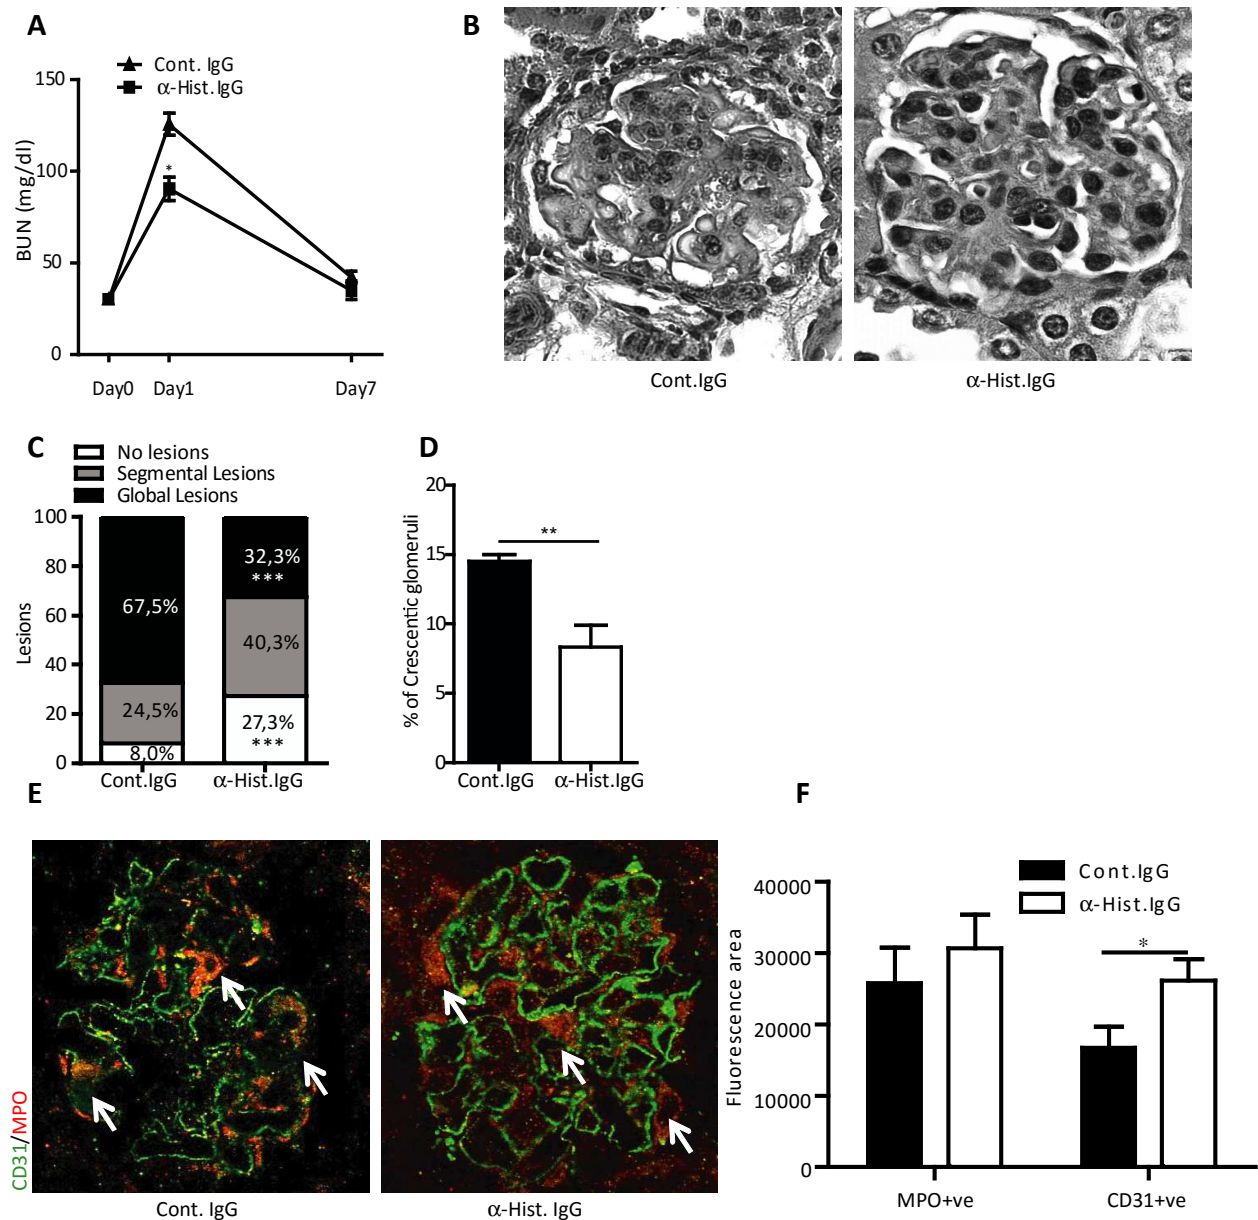 A
Cont. IgG
α-Hist.IgG
150
100
50
0
BUN (mg/dl)
*
Day0 Day1 Day7
B
Cont.IgG
α-Hist.IgG
C
No lesions
Segmental Lesions
Global Lesions
100
80
60
40
20
0
Lesions
67,5%
24,5%
8,0%
32,3%
***
40,3%
27,3%
***
Cont.IgG
α-Hist.IgG
D
20
15
10
5
0
% of Crescentic glomeruli
**
Cont.IgG
α-Hist.IgG
E
CD31/MPO
Cont. IgG
α-Hist. IgG
F
Cont.IgG
α-Hist.IgG
40000
30000
20000
10000
0
Fluorescence area
*
MPO+ve
CD31+ve